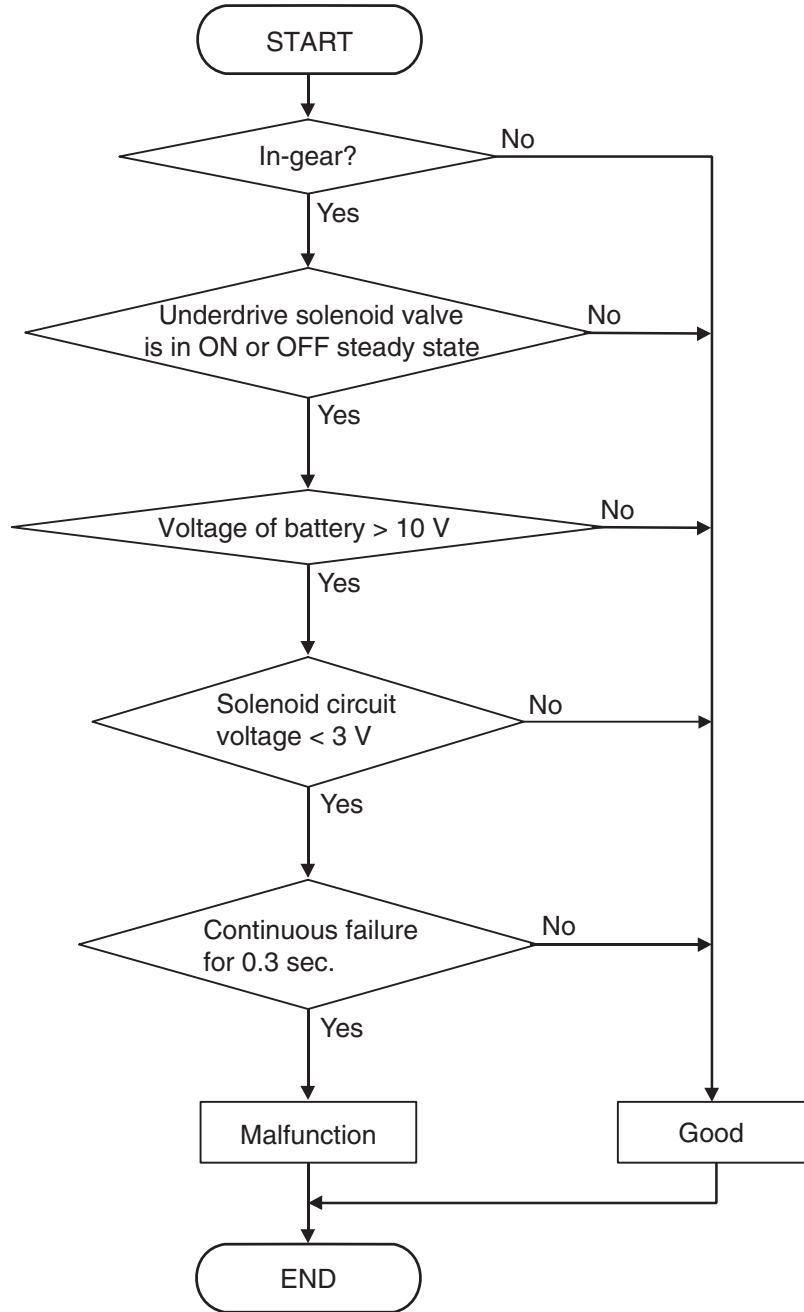 START
In-gear?
No
Yes
Underdrive solenoid valve
is in ON or OFF steady state
No
Yes
Voltage of battery > 10 V
No
Yes
Solenoid circuit
voltage < 3 V
No
Yes
Continuous failure
for 0.3 sec.
No
Yes
Malfunction
Good
END